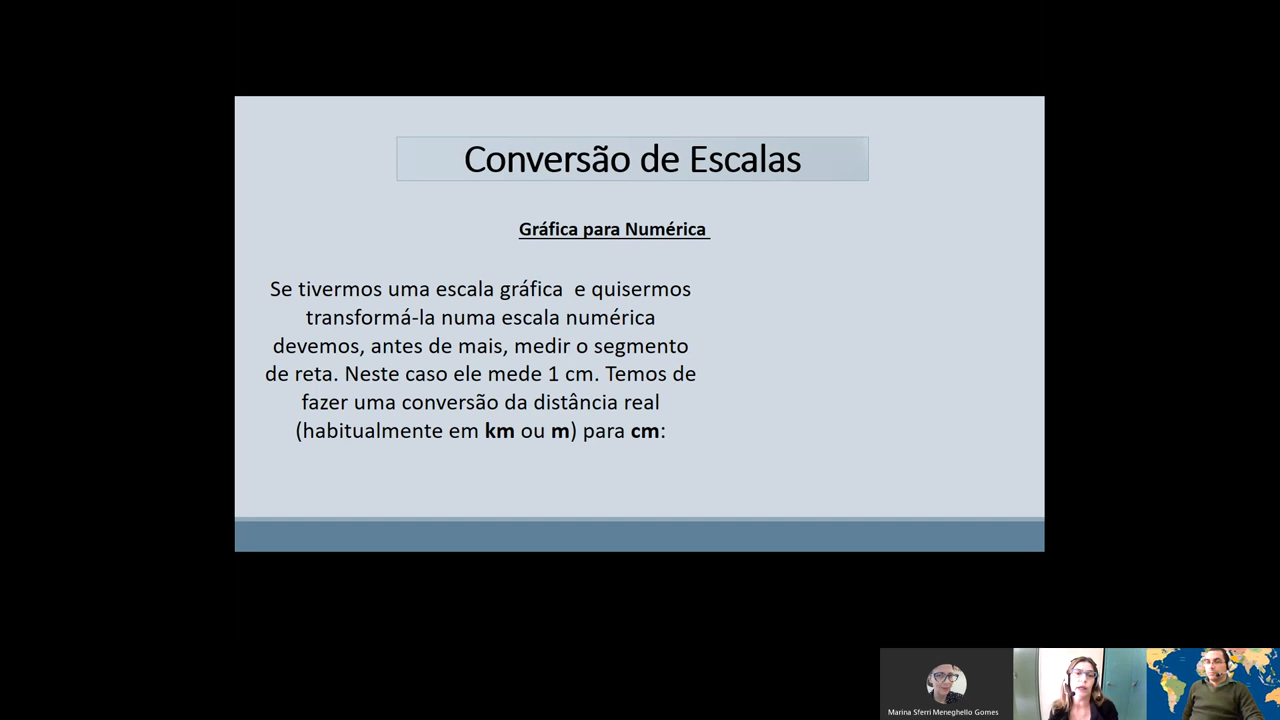 Conversão de Escalas
Gráfica para Numérica
Se tivermos uma escala gráfica e quisermos
transformá-la numa escala numérica
devemos, antes de mais, medir o segmento
de reta. Neste caso ele mede 1 cm. Temos de
fazer uma conversão da distância real
(habitualmente em km ou m) para cm:
Marina Sferri Meneghello Gomes